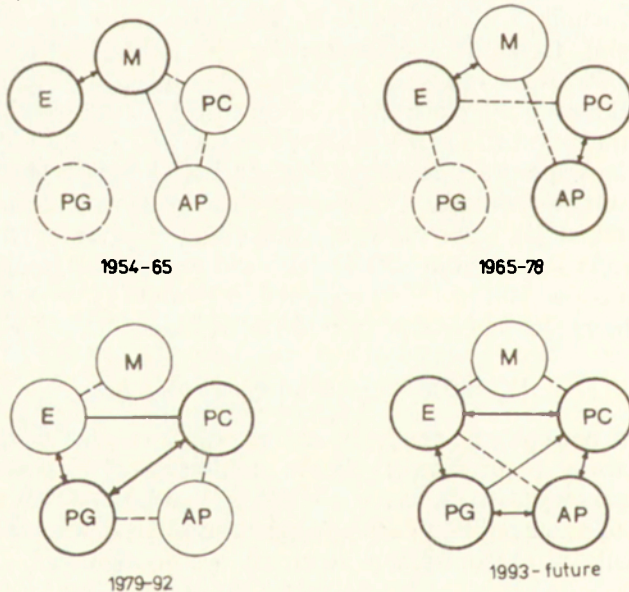 M
E
PC
PG
AP
1954-65
M
E
PC
PG
AP
1965-78
M
E
PC
PG
AP
1979-92
M
E
PC
PG
AP
1993-future